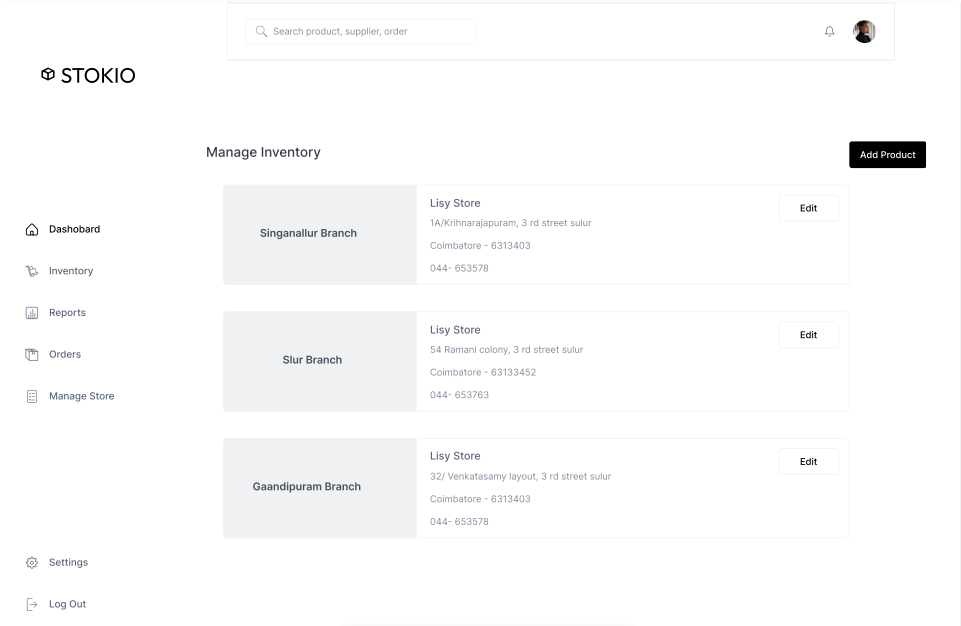 Search product, supplier, order
STOKIO
Manage Inventory
Add Product
Dashobard
Inventory
Reports
Orders
Manage Store
Settings
Log Out
Singanallur Branch
Lisy Store
1A/Krihnarajapuram, 3 rd street sulur
Coimbatore - 6313403
044- 653578
Edit
Slur Branch
Lisy Store
54 Ramani colony, 3 rd street sulur
Coimbatore - 63133452
044- 653763
Edit
Gaandipuram Branch
Lisy Store
32/ Venkatasamy layout, 3 rd street sulur
Coimbatore - 6313403
044- 653578
Edit